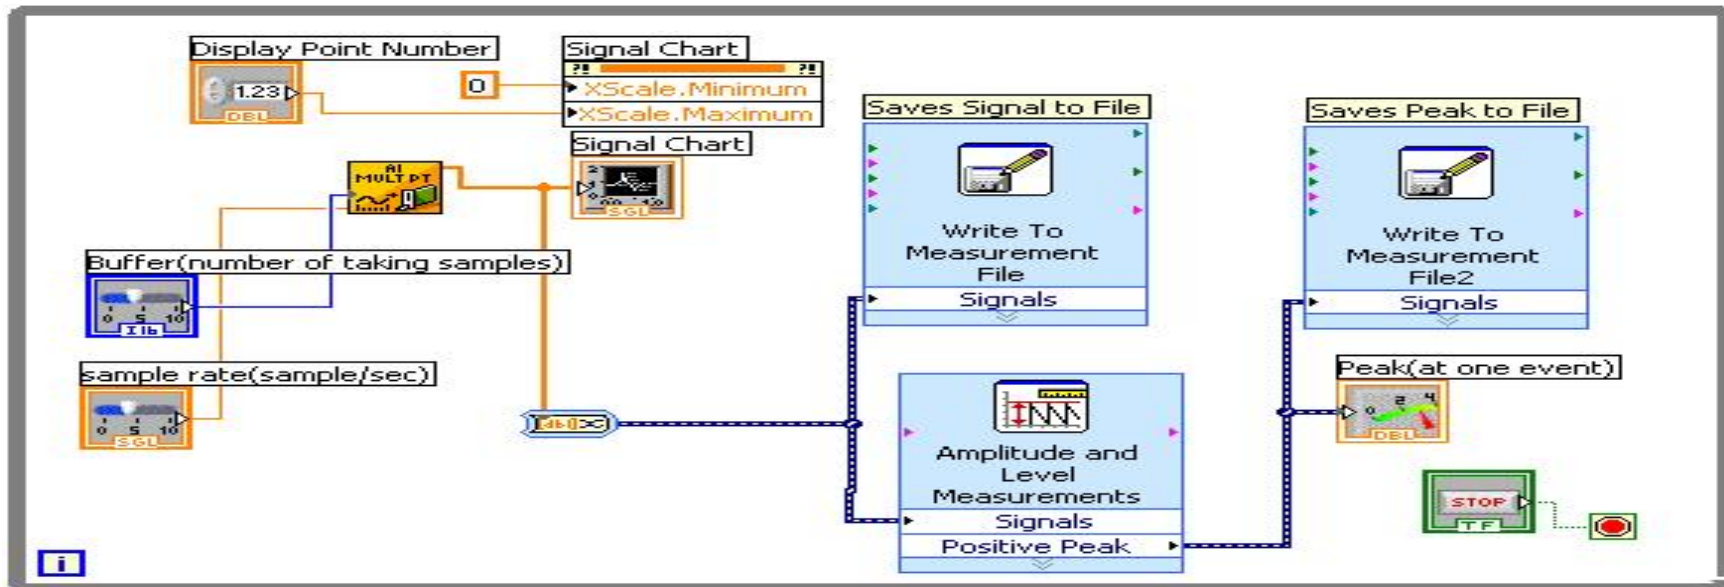 Display Point Number
1.23
DBL
0
Signal Chart
?! ?!
XScale.Minimum
XScale.Maximum
Signal Chart
SGL
AI
MULT PT
Buffer(number of taking samples)
0 5 10
I16
sample rate(sample/sec)
0 5 10
SGL
Saves Signal to File
Write To
Measurement
File
Signals
Amplitude and
Level
Measurements
Signals
Positive Peak
Saves Peak to File
Write To
Measurement
File2
Signals
Peak(at one event)
0 2 4
DBL
STOP
TF
i